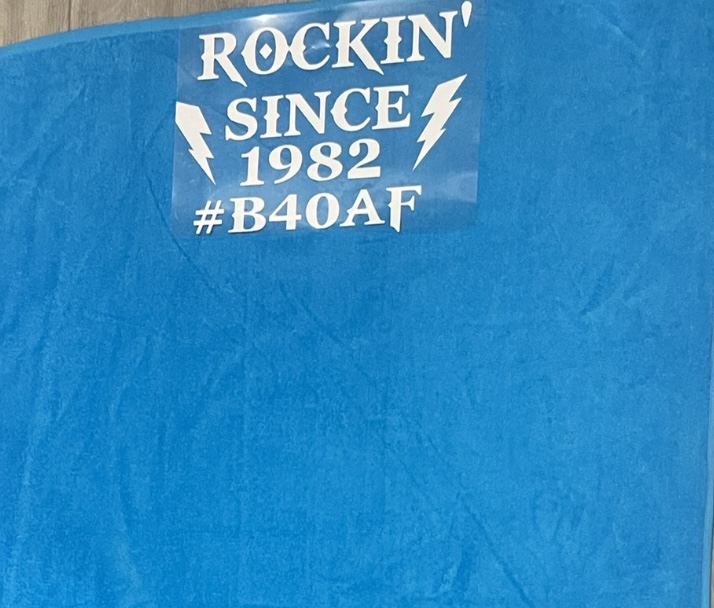 ROCKIN'
SINCE
1982
#B40AF